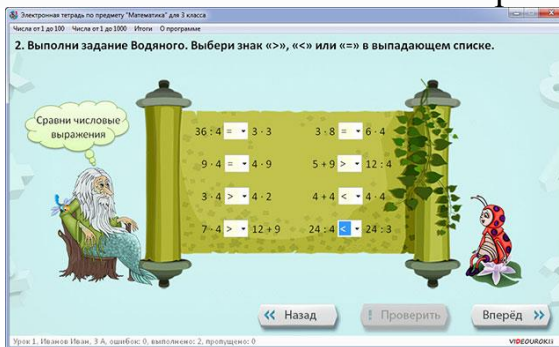 Электронная тетрадь по предмету "Математика" для 3 класса
Числа от 1 до 100 Числа от 1 до 1000 Итоги О программе
2. Выполни задание Водяного. Выбери знак «>», «<» или «=» в выпадающем списке.
Сравни числовые
выражения
36 : 4 = 3 · 3 3 · 8 = 6 · 4
9 · 4 = 4 · 9 5 + 9 > 12 : 4
3 · 4 > 4 · 2 4 + 4 < 4 · 4
7 · 4 > 12 + 9 24 : 4 < 24 : 3
Назад Проверить Вперёд
Урок 1, Иванов Иван, 3 А, ошибок: 0, выполнено: 2, пропущено: 0 VIDEOUROKI